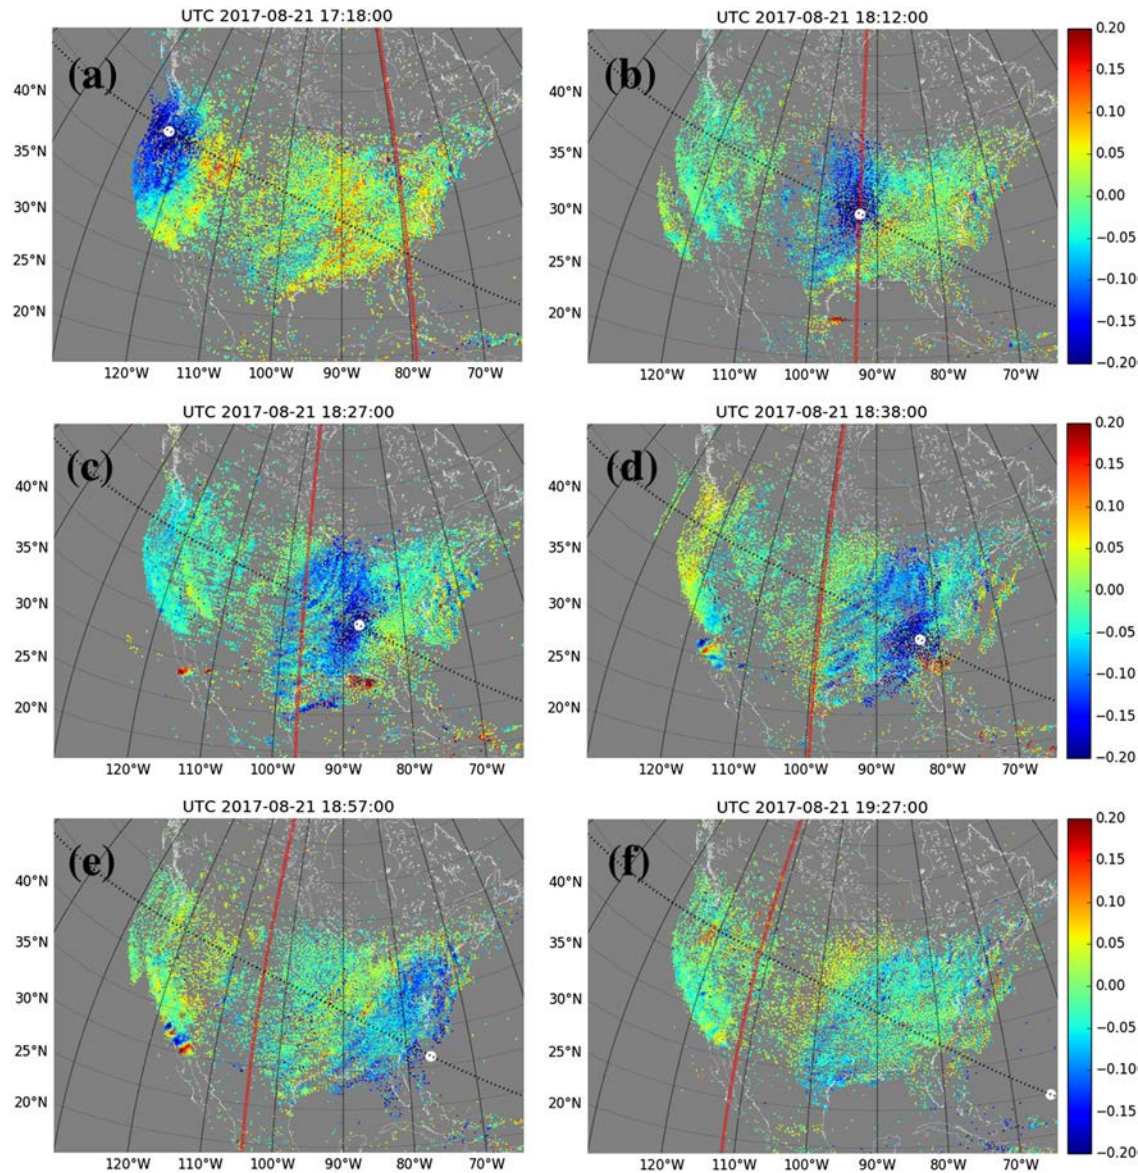 UTC 2017-08-21 17:18:00
(a)
40°N
35°N
30°N
25°N
20°N
120°W 110°W 100°W 90°W 80°W 70°W
UTC 2017-08-21 18:12:00
(b)
40°N
35°N
30°N
25°N
20°N
120°W 110°W 100°W 90°W 80°W 70°W
0.20
0.15
0.10
0.05
0.00
−0.05
−0.10
−0.15
−0.20
UTC 2017-08-21 18:27:00
(c)
40°N
35°N
30°N
25°N
20°N
120°W 110°W 100°W 90°W 80°W 70°W
UTC 2017-08-21 18:38:00
(d)
40°N
35°N
30°N
25°N
20°N
120°W 110°W 100°W 90°W 80°W 70°W
0.20
0.15
0.10
0.05
0.00
−0.05
−0.10
−0.15
−0.20
UTC 2017-08-21 18:57:00
(e)
40°N
35°N
30°N
25°N
20°N
120°W 110°W 100°W 90°W 80°W 70°W
UTC 2017-08-21 19:27:00
(f)
40°N
35°N
30°N
25°N
20°N
120°W 110°W 100°W 90°W 80°W 70°W
0.20
0.15
0.10
0.05
0.00
−0.05
−0.10
−0.15
−0.20